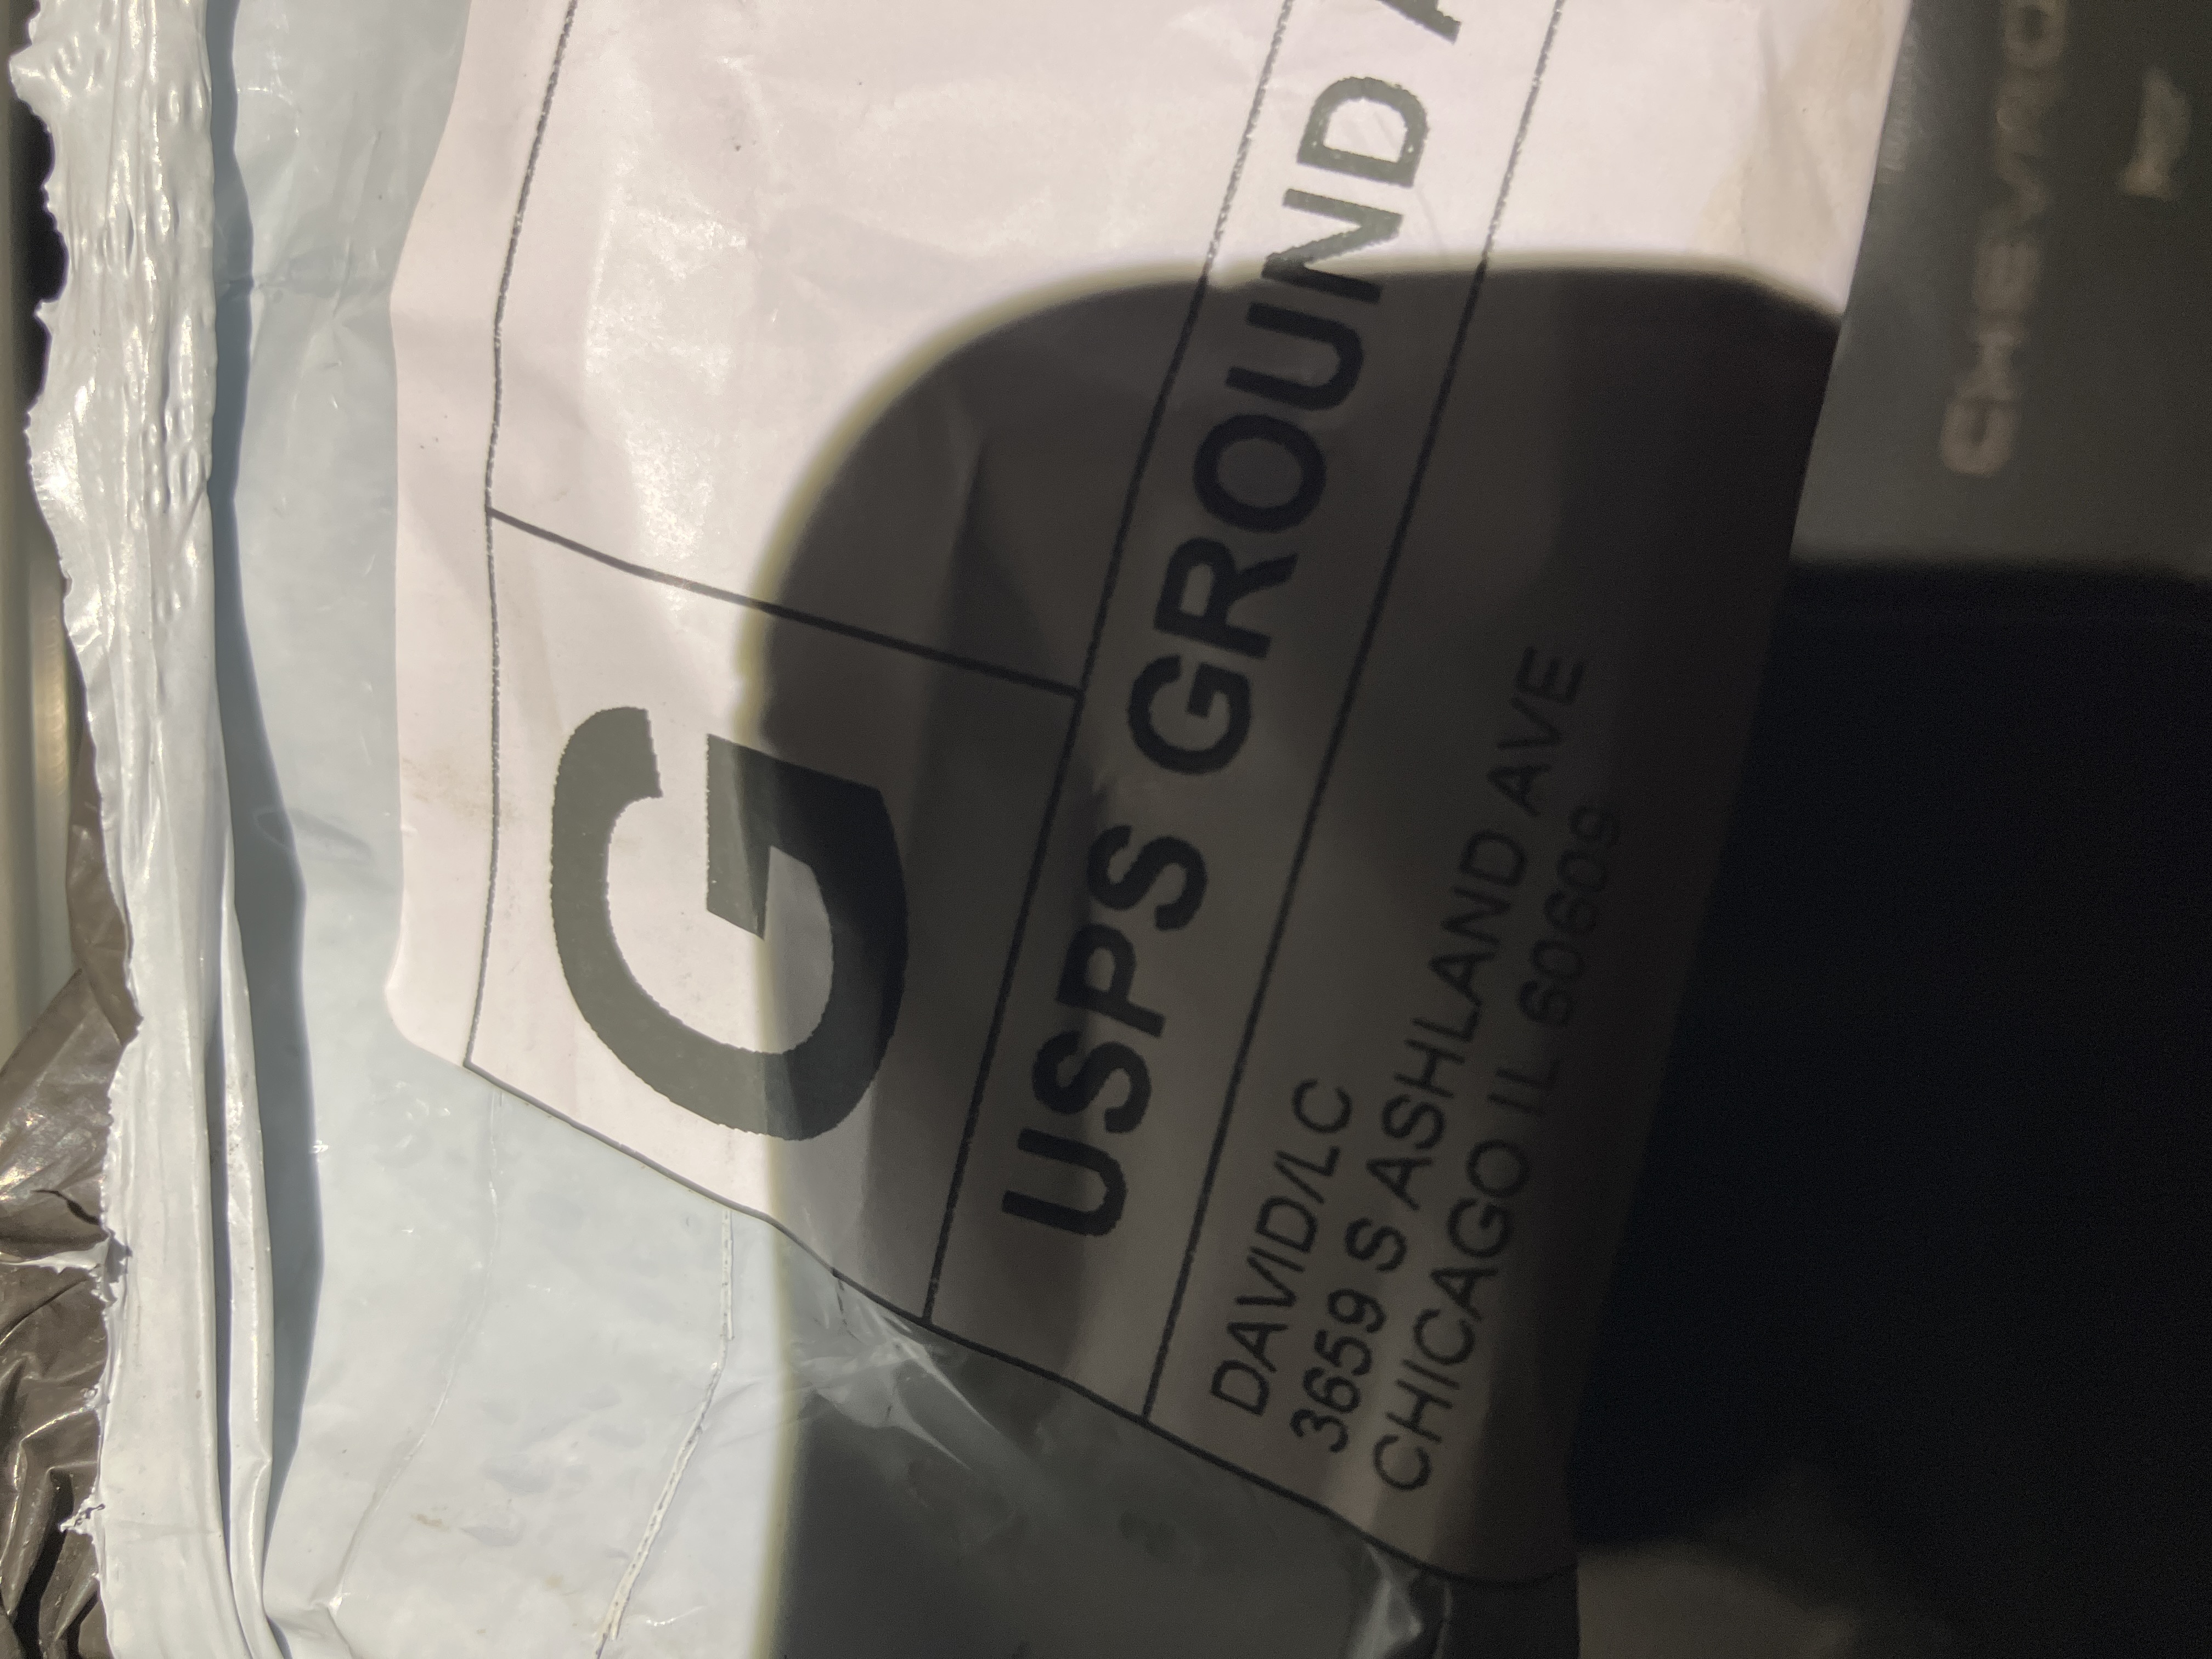 G
USPS GROUND
DAVID/LC
3659 S ASHLAND AVE
CHICAGO IL 60609